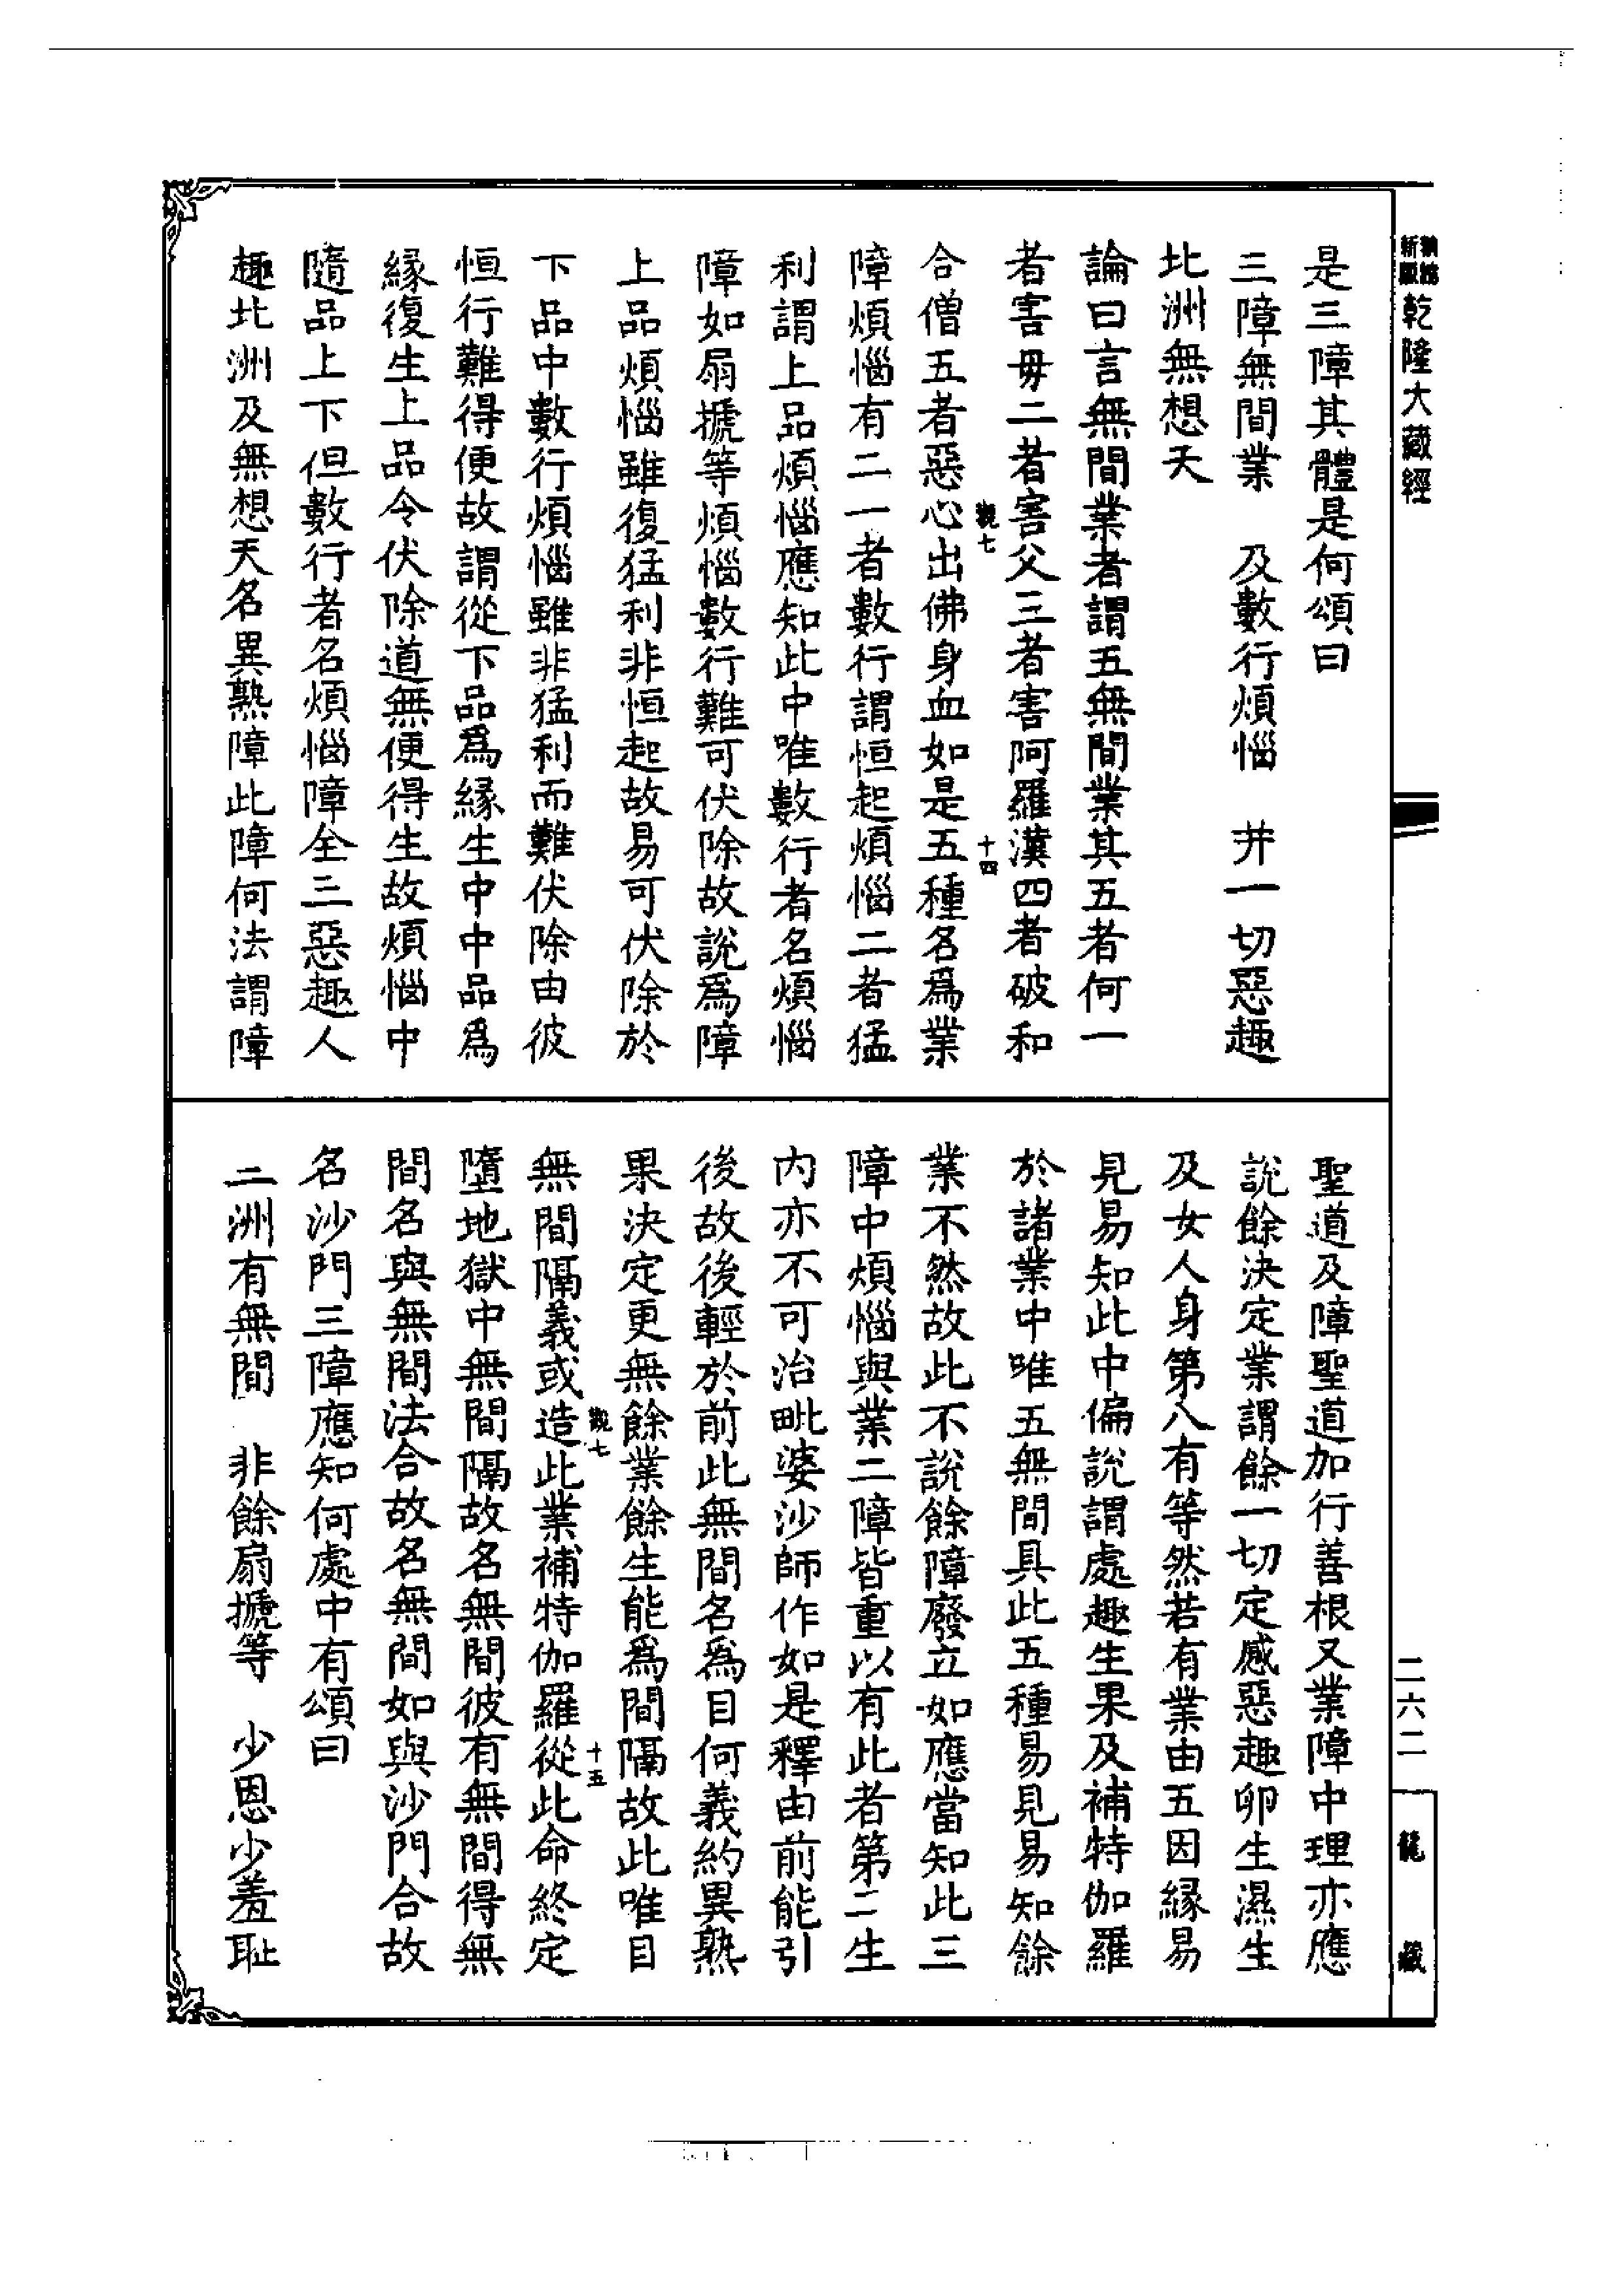 新編縮版 乾隆大藏經
二六二
龍藏
是三障其體是何頌曰
三障無間業　及數行煩惱　并一切惡趣
北洲無想天
論曰言無間業者謂五無間業其五者何一
者害母二者害父三者害阿羅漢四者破和
觀七　十四
合僧五者惡心出佛身血如是五種名爲業
障煩惱有二一者數行謂恒起煩惱二者猛
利謂上品煩惱應知此中唯數行者名煩惱
障如扇搋等煩惱數行難可伏除故說爲障
上品煩惱雖復猛利非恒起故易可伏除於
下品中數行煩惱雖非猛利而難伏除由彼
恒行難得便故謂從下品爲緣生中中品爲
緣復生上品令伏除道無便得生故煩惱中
隨品上下但數行者名煩惱障全三惡趣人
趣北洲及無想天名異熟障此障何法謂障
聖道及障聖道加行善根又業障中理亦應
說餘決定業謂餘一切定感惡趣卵生濕生
及女人身第八有等然若有業由五因緣易
見易知此中偏說謂處趣生果及補特伽羅
於諸業中唯五無間具此五種易見易知餘
業不然故此不說餘障廢立如應當知此三
障中煩惱與業二障皆重以有此者第二生
內亦不可治毗婆沙師作如是釋由前能引
後故後輕於前此無間名爲目何義約異熟
果決定更無餘業餘生能爲間隔故此唯目
觀七　十五
無間隔義或造此業補特伽羅從此命終定
墮地獄中無間隔故名無間彼有無間得無
間名與無間法合故名無間如與沙門合故
名沙門三障應知何處中有頌曰
二洲有無間　非餘扇搋等　少恩少羞恥